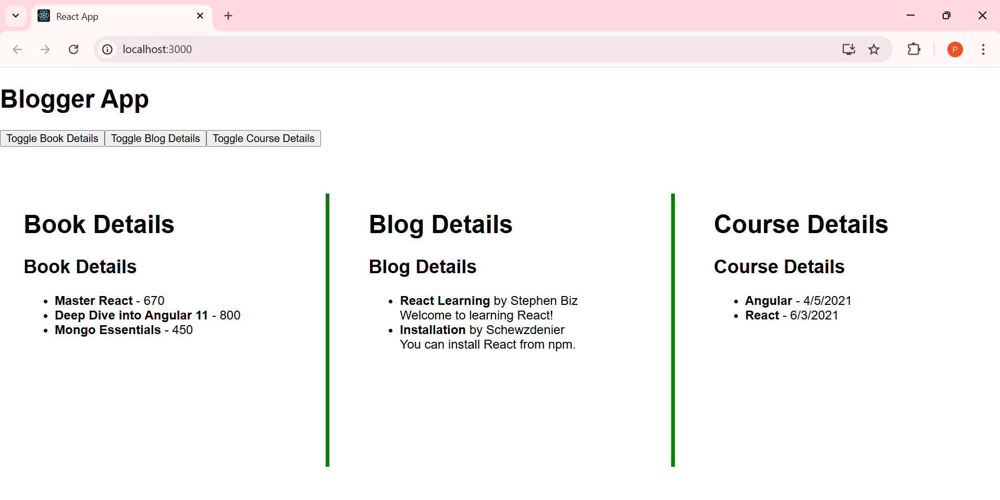 React App
localhost:3000
P
Blogger App
Toggle Book Details Toggle Blog Details Toggle Course Details
Book Details
Book Details
Master React - 670
Deep Dive into Angular 11 - 800
Mongo Essentials - 450
Blog Details
Blog Details
React Learning by Stephen Biz
Welcome to learning React!
Installation by Schewzdenier
You can install React from npm.
Course Details
Course Details
Angular - 4/5/2021
React - 6/3/2021